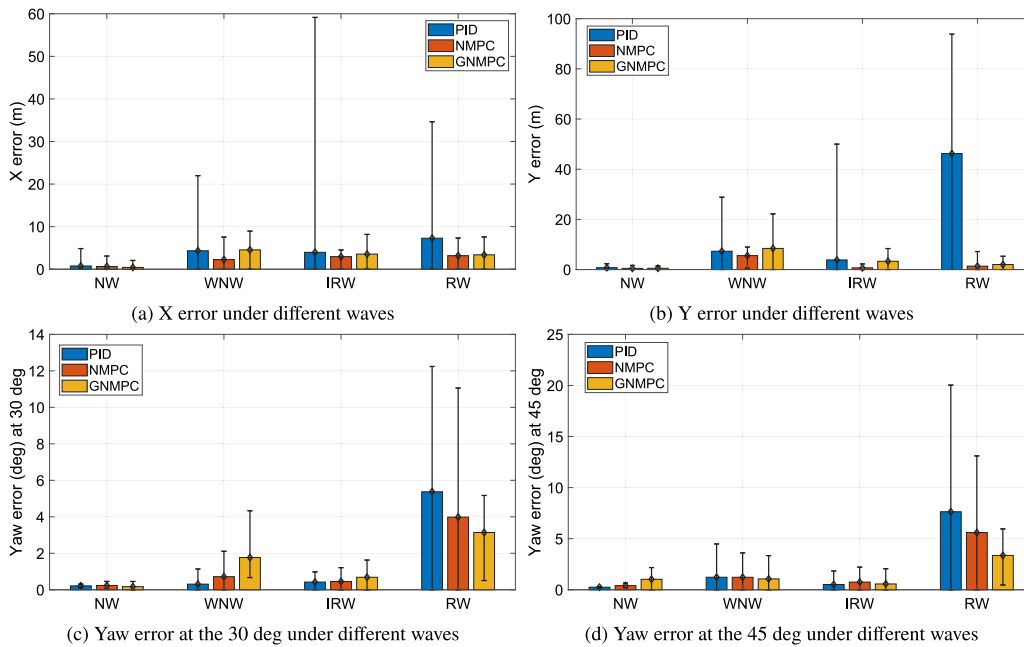 60
50
40
30
20
10
0
X error (m)
PID
NMPC
GNMPC
NW
WNW
IRW
RW
(a) X error under different waves
100
80
60
40
20
0
Y error (m)
PID
NMPC
GNMPC
NW
WNW
IRW
RW
(b) Y error under different waves
14
12
10
8
6
4
2
0
Yaw error (deg) at 30 deg
PID
NMPC
GNMPC
NW
WNW
IRW
RW
(c) Yaw error at the 30 deg under different waves
25
20
15
10
5
0
Yaw error (deg) at 45 deg
PID
NMPC
GNMPC
NW
WNW
IRW
RW
(d) Yaw error at the 45 deg under different waves